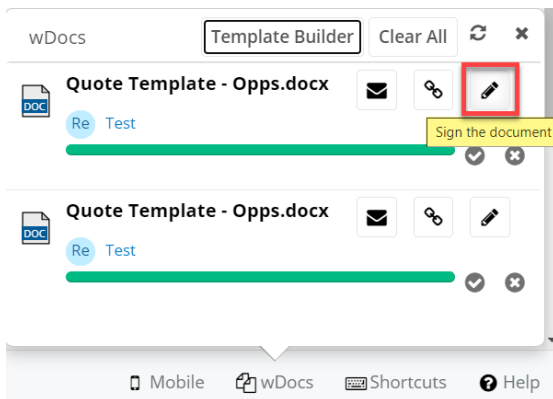 wDocs Template Builder Clear All
Quote Template - Opps.docx
DOC
Re Test
Sign the document
Quote Template - Opps.docx
DOC
Re Test
Mobile wDocs Shortcuts Help